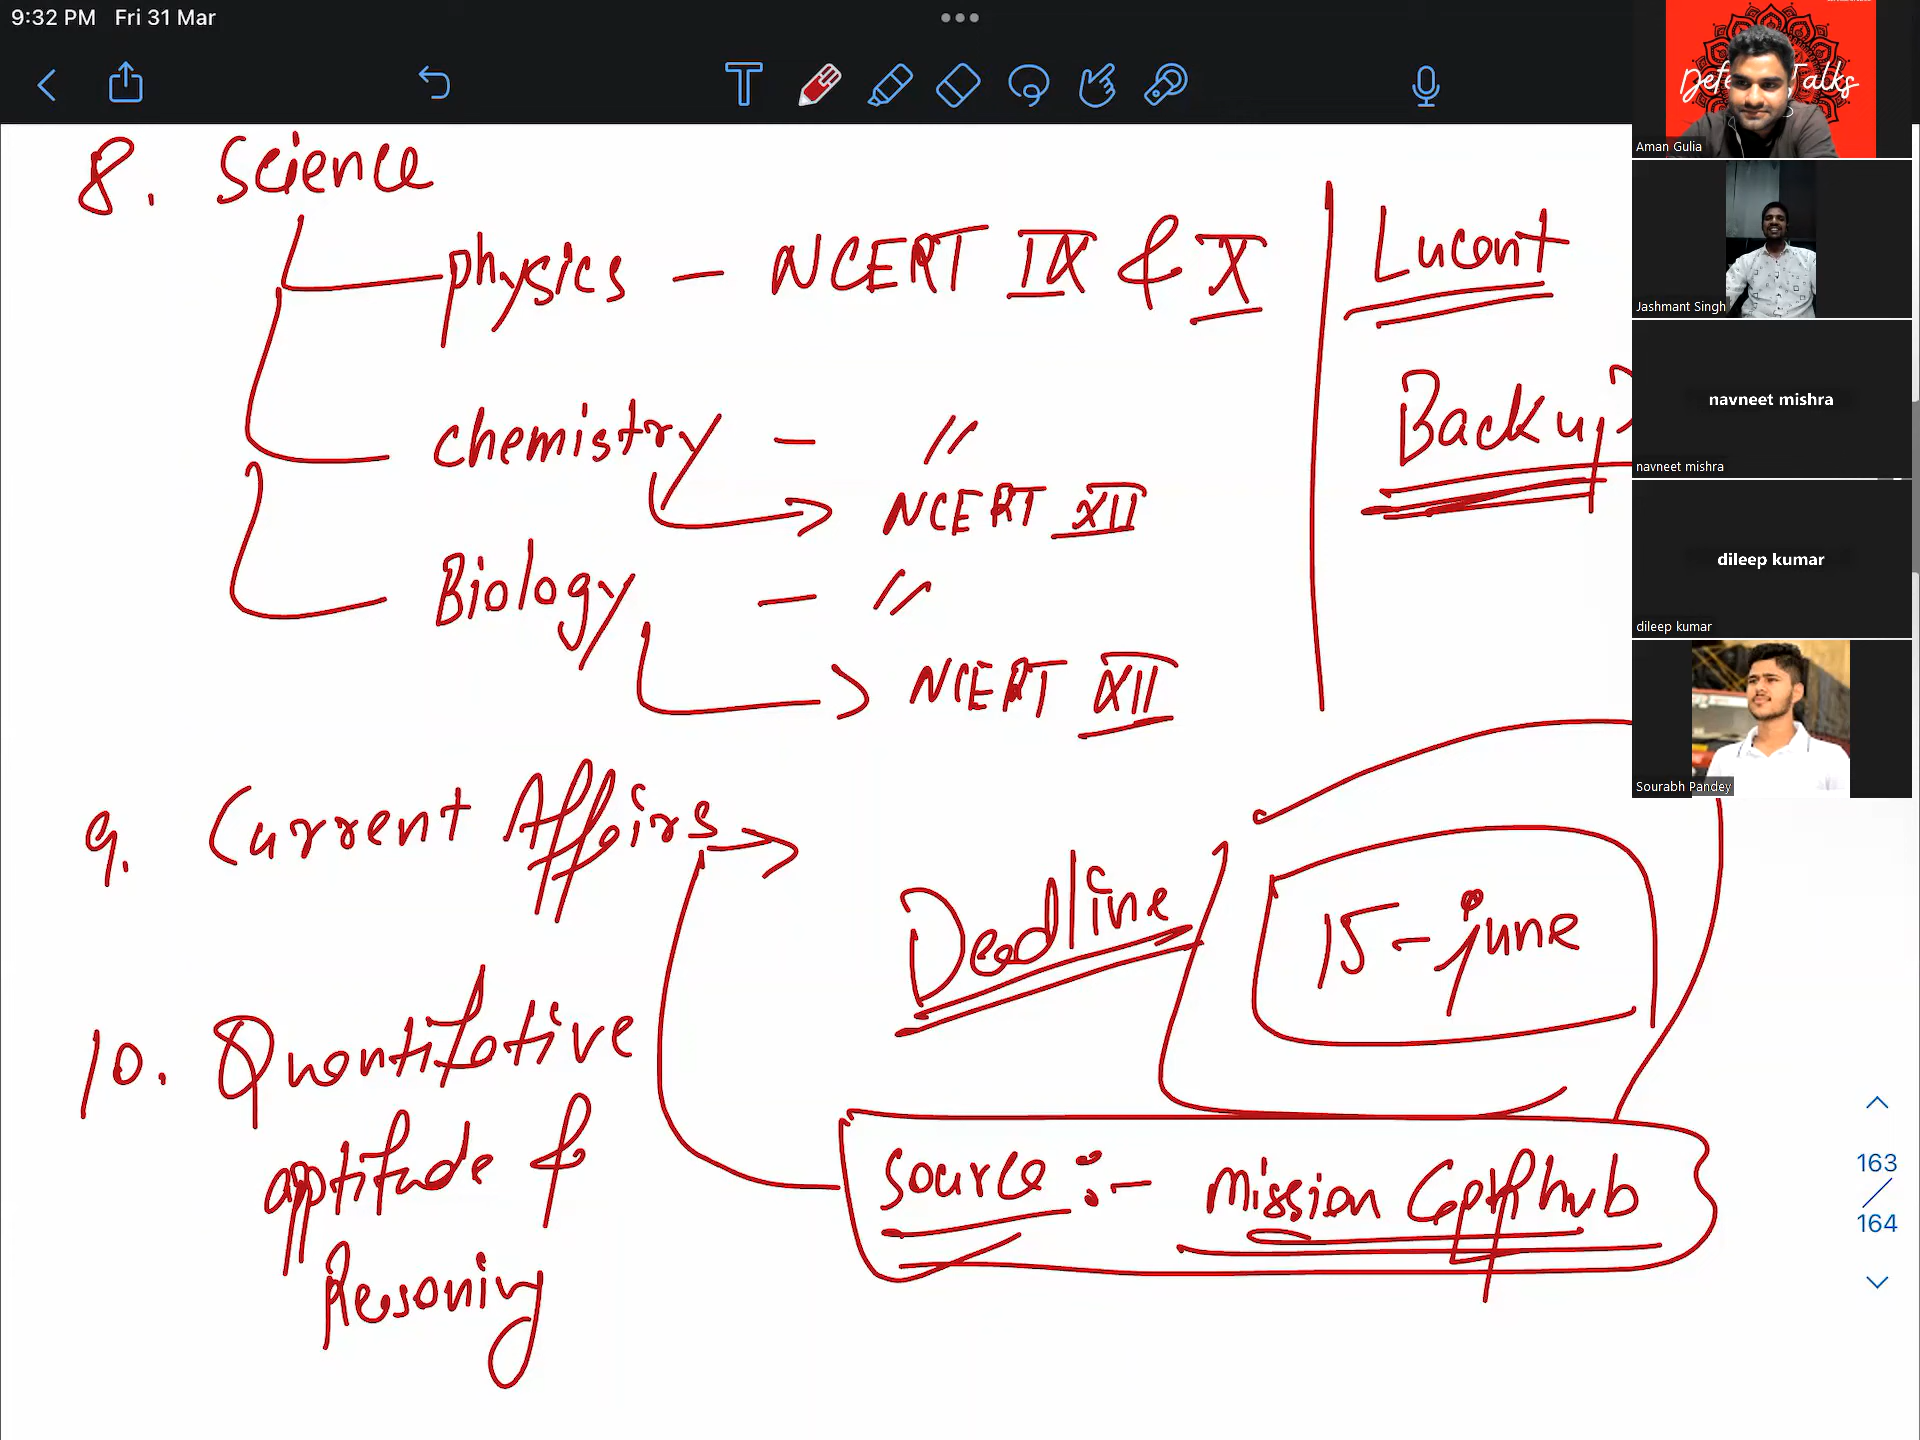 9:32 PM Fri 31 Mar
8. Science
physics - NCERT IX & X
Lucent
chemistry - "
Backup
NCERT XII
Biology - "
NCERT XII
9. Current Affairs
Deadline
15-june
10. Quantitative
aptitude &
Reasoning
Source :- mission Cpf hub
163
/
164
Defe Talks
Aman Gulia
Jashmant Singh
navneet mishra
navneet mishra
dileep kumar
dileep kumar
Sourabh Pandey